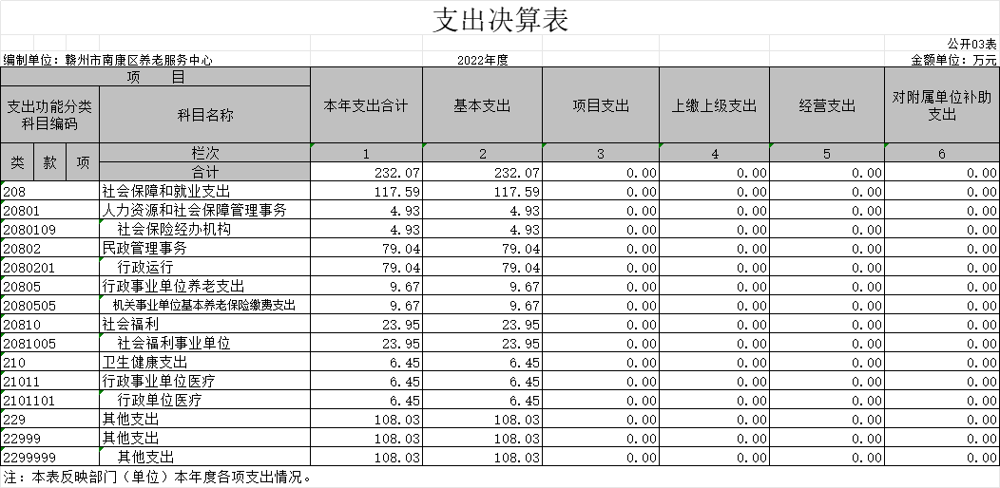 支出决算表
公开03表
编制单位：赣州市南康区养老服务中心 2022年度 金额单位：万元
项 目 本年支出合计 基本支出 项目支出 上缴上级支出 经营支出 对附属单位补助支出
支出功能分类科目编码 科目名称
类 款 项 栏次 1 2 3 4 5 6
合计 232.07 232.07 0.00 0.00 0.00 0.00
208 社会保障和就业支出 117.59 117.59 0.00 0.00 0.00 0.00
20801 人力资源和社会保障管理事务 4.93 4.93 0.00 0.00 0.00 0.00
2080109 社会保险经办机构 4.93 4.93 0.00 0.00 0.00 0.00
20802 民政管理事务 79.04 79.04 0.00 0.00 0.00 0.00
2080201 行政运行 79.04 79.04 0.00 0.00 0.00 0.00
20805 行政事业单位养老支出 9.67 9.67 0.00 0.00 0.00 0.00
2080505 机关事业单位基本养老保险缴费支出 9.67 9.67 0.00 0.00 0.00 0.00
20810 社会福利 23.95 23.95 0.00 0.00 0.00 0.00
2081005 社会福利事业单位 23.95 23.95 0.00 0.00 0.00 0.00
210 卫生健康支出 6.45 6.45 0.00 0.00 0.00 0.00
21011 行政事业单位医疗 6.45 6.45 0.00 0.00 0.00 0.00
2101101 行政单位医疗 6.45 6.45 0.00 0.00 0.00 0.00
229 其他支出 108.03 108.03 0.00 0.00 0.00 0.00
22999 其他支出 108.03 108.03 0.00 0.00 0.00 0.00
2299999 其他支出 108.03 108.03 0.00 0.00 0.00 0.00
注：本表反映部门（单位）本年度各项支出情况。